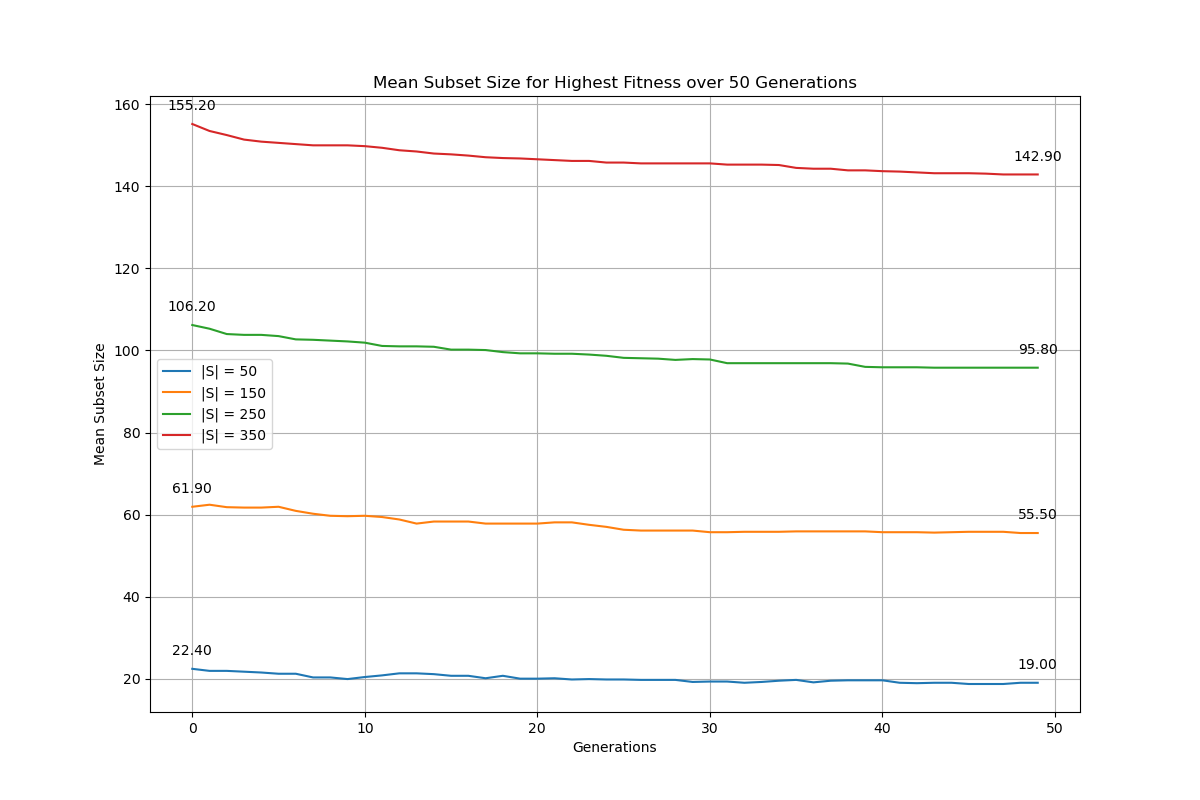 Mean Subset Size for Highest Fitness over 50 Generations
160
155.20
142.90
140
120
106.20
100
95.80
Mean Subset Size
|S| = 50
|S| = 150
|S| = 250
|S| = 350
80
61.90
60
55.50
40
22.40
19.00
20
0 10 20 30 40 50
Generations